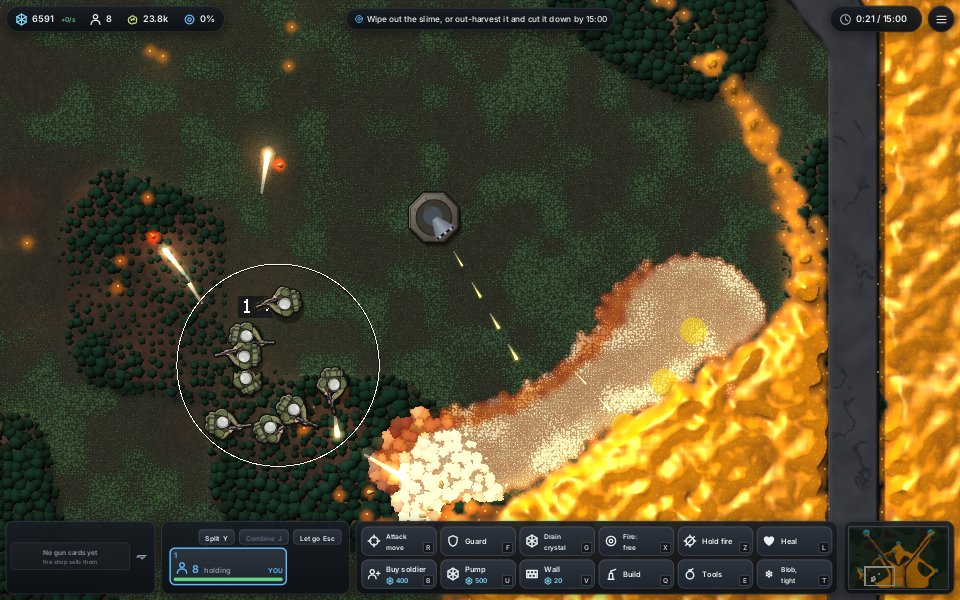 6591 +0/s 8 23.8k 0%
Wipe out the slime, or out-harvest it and cut it down by 15:00
0:21 / 15:00
1
No gun cards yet
the shop sells them
Split Y
Combine J
Let go Esc
1
8 holding YOU
Attack move R
Guard F
Drain crystal G
Fire: free X
Hold fire Z
Heal L
Buy soldier 400 B
Pump 500 U
Wall 20 V
Build Q
Tools E
Blob, tight T